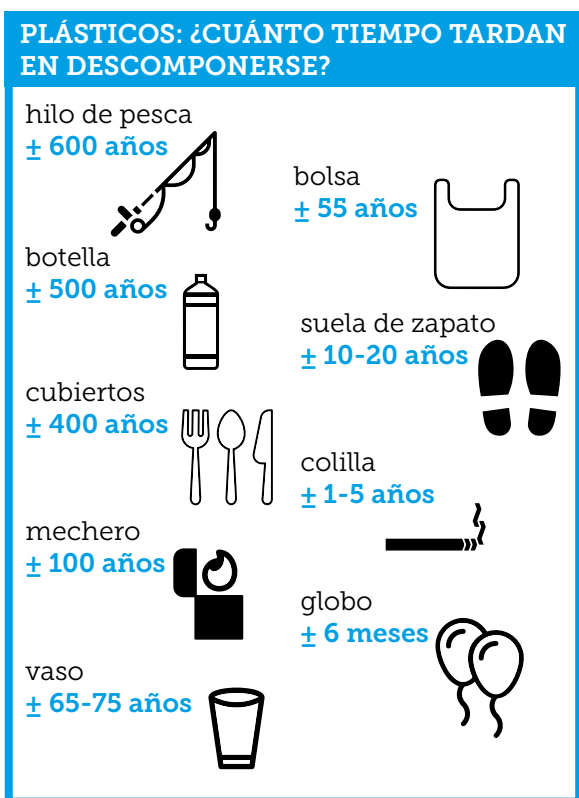 PLÁSTICOS: ¿CUÁNTO TIEMPO TARDAN
EN DESCOMPONERSE?
hilo de pesca
± 600 años
botella
± 500 años
cubiertos
± 400 años
mechero
± 100 años
vaso
± 65-75 años
bolsa
± 55 años
suela de zapato
± 10-20 años
colilla
± 1-5 años
globo
± 6 meses